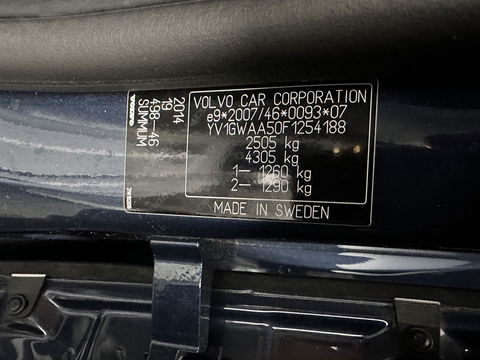 VOLVO
2014
19
498-46
SUMMUM
VOLVO CAR CORPORATION
e9*2007/46*0093*07
YV1GWAA50F1254188
2505 kg
4305 kg
1– 1260 kg
2– 1290 kg
MADE IN SWEDEN